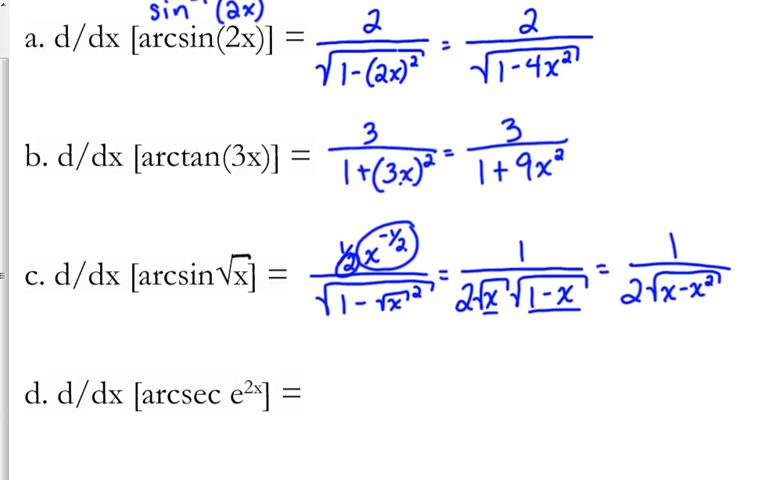 sin⁻¹(2x)
a. d/dx [arcsin(2x)] = 2/√(1-(2x)²) = 2/√(1-4x²)
b. d/dx [arctan(3x)] = 3/(1+(3x)²) = 3/(1+9x²)
c. d/dx [arcsin√x] = ½x^(-½)/√(1-√x²) = 1/(2√x√(1-x)) = 1/(2√(x-x²))
d. d/dx [arcsec e²ˣ] =